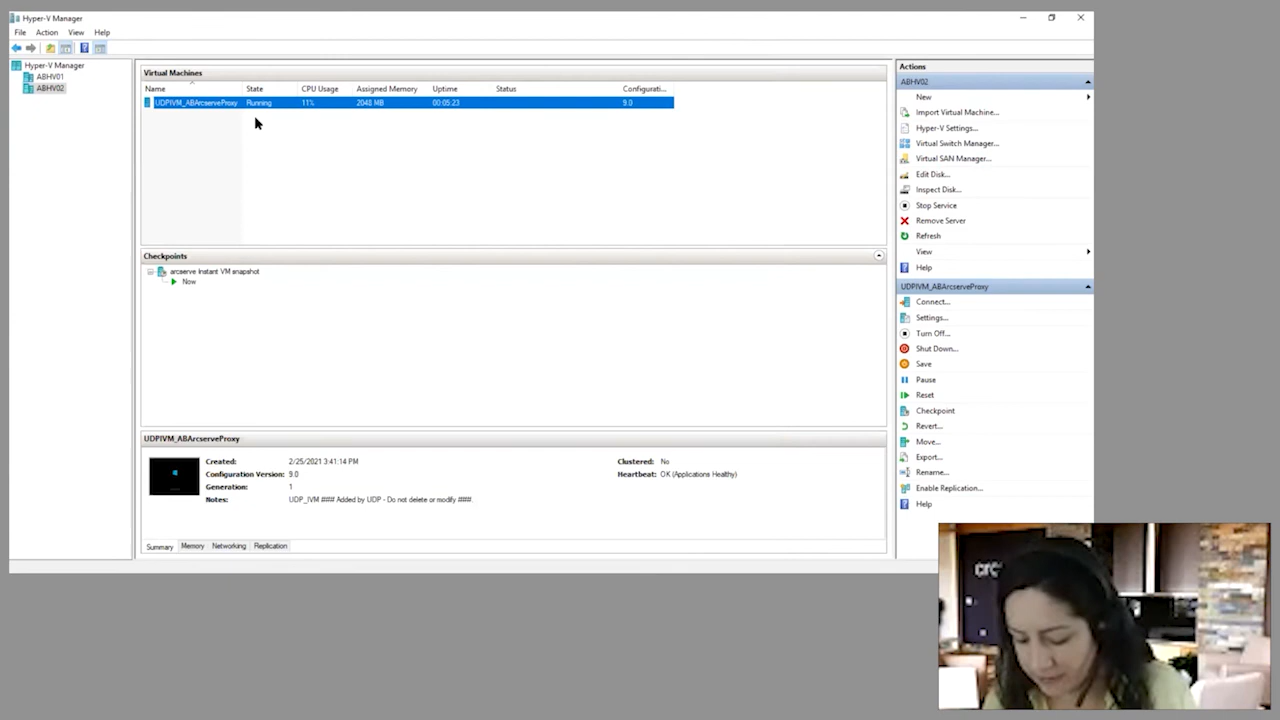 Hyper-V Manager
File Action View Help
Hyper-V Manager
ABHV01
ABHV02
Virtual Machines
Name State CPU Usage Assigned Memory Uptime Status Configurati...
UDPIVM_ABArcserveProxy Running 11% 2048 MB 00:05:23 9.0
Checkpoints
arcserve Instant VM snapshot
Now
UDPIVM_ABArcserveProxy
Created: 2/25/2021 3:41:14 PM Clustered: No
Configuration Version: 9.0 Heartbeat: OK (Applications Healthy)
Generation: 1
Notes: UDP_IVM ### Added by UDP - Do not delete or modify ###.
Summary Memory Networking Replication
Actions
ABHV02
New
Import Virtual Machine...
Hyper-V Settings...
Virtual Switch Manager...
Virtual SAN Manager...
Edit Disk...
Inspect Disk...
Stop Service
Remove Server
Refresh
View
Help
UDPIVM_ABArcserveProxy
Connect...
Settings...
Turn Off...
Shut Down...
Save
Pause
Reset
Checkpoint
Revert...
Move...
Export...
Rename...
Enable Replication...
Help
arc